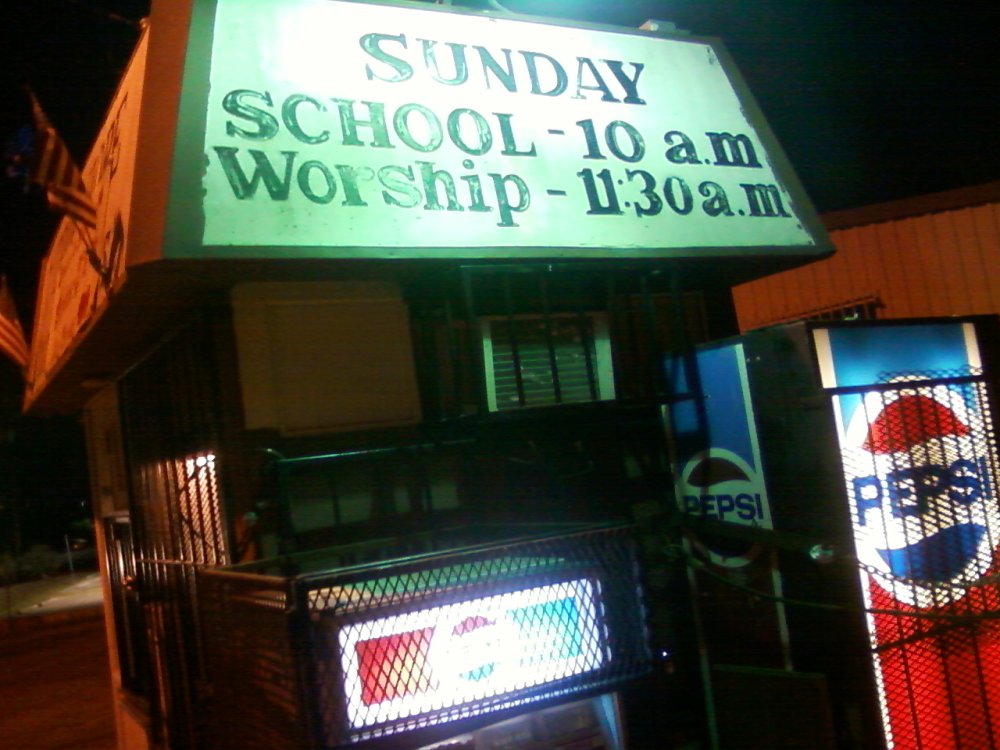 SUNDAY
SCHOOL - 10 a.m
Worship - 11:30 a.m
PEPSI
PEPSI